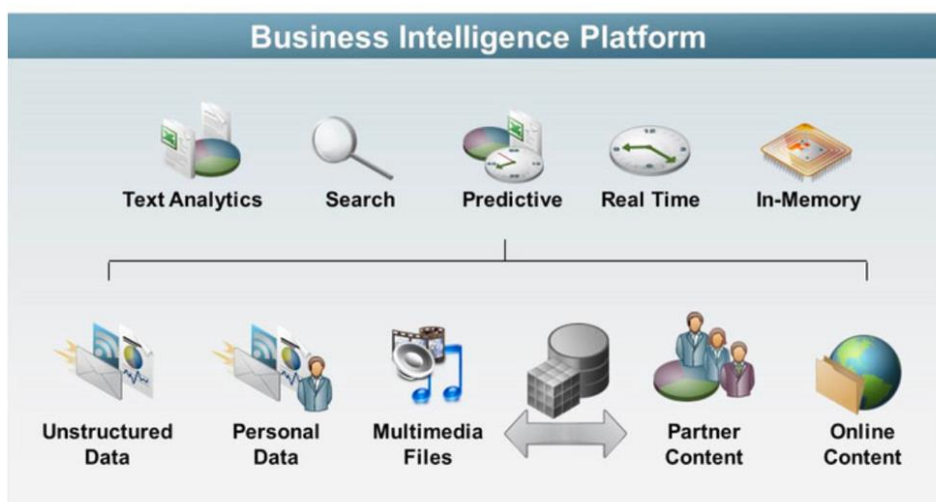 Business Intelligence Platform
Text Analytics
Search
Predictive
Real Time
In-Memory
Unstructured
Data
Personal
Data
Multimedia
Files
Partner
Content
Online
Content